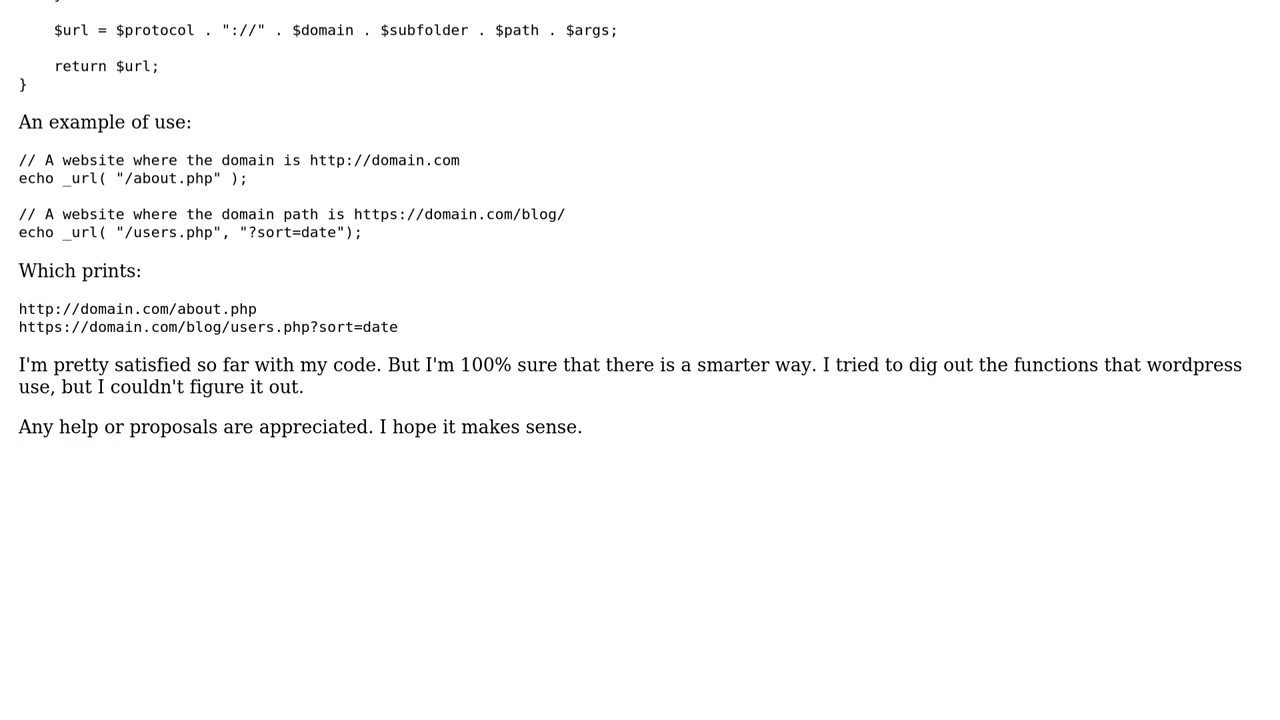 $url = $protocol . "://" . $domain . $subfolder . $path . $args;
return $url;
}
An example of use:
// A website where the domain is http://domain.com
echo _url( "/about.php" );
// A website where the domain path is https://domain.com/blog/
echo _url( "/users.php", "?sort=date");
Which prints:
http://domain.com/about.php
https://domain.com/blog/users.php?sort=date
I'm pretty satisfied so far with my code. But I'm 100% sure that there is a smarter way. I tried to dig out the functions that wordpress
use, but I couldn't figure it out.
Any help or proposals are appreciated. I hope it makes sense.